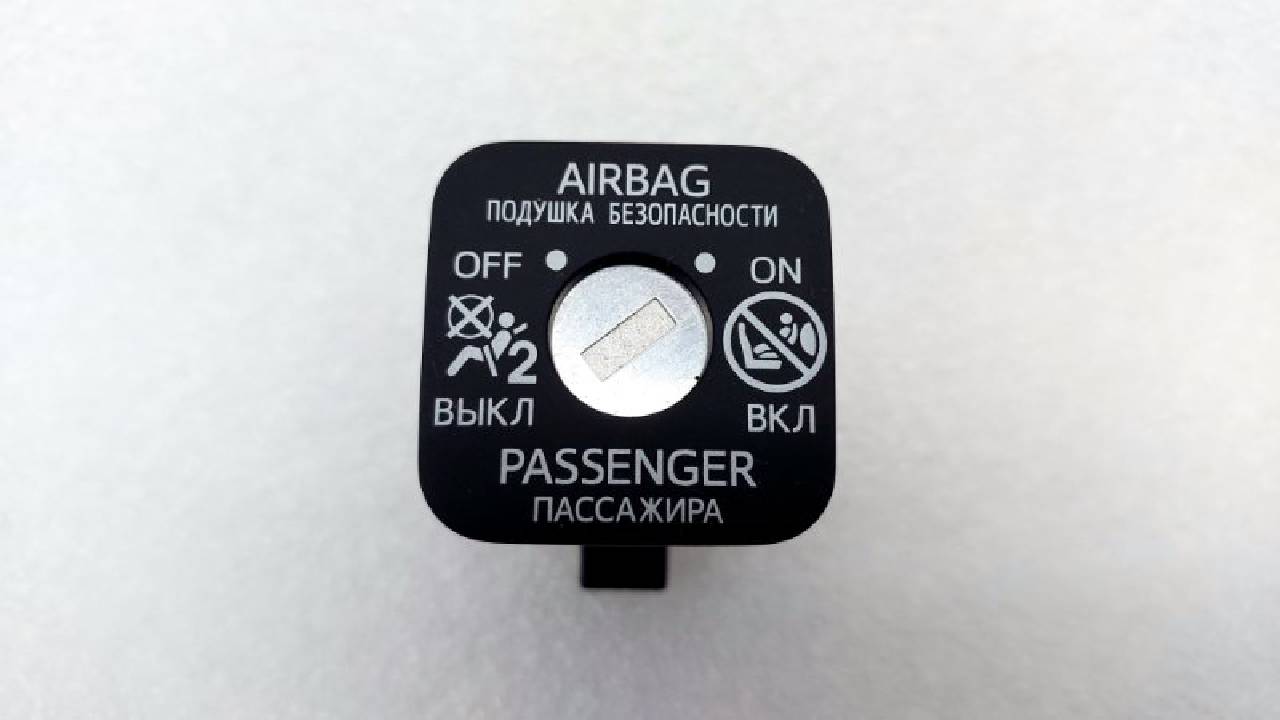 AIRBAG
ПОДУШКА БЕЗОПАСНОСТИ
OFF ON
2
ВЫКЛ ВКЛ
PASSENGER
ПАССАЖИРА